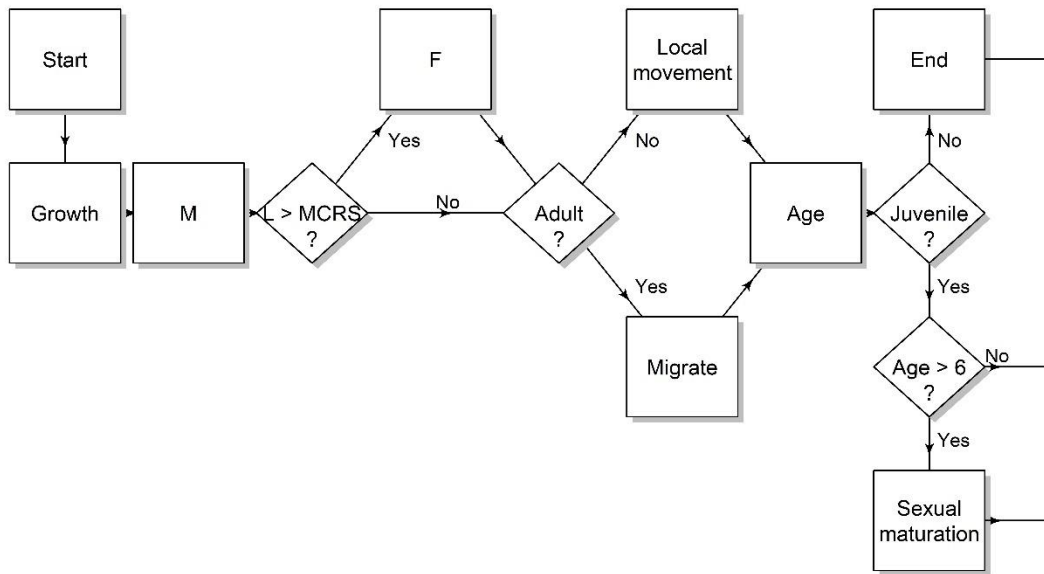 Start
Growth
M
L > MCRS
?
Yes
No
F
Adult
?
No
Yes
Local
movement
Migrate
Age
Juvenile
?
No
End
Yes
Age > 6
?
No
Yes
Sexual
maturation